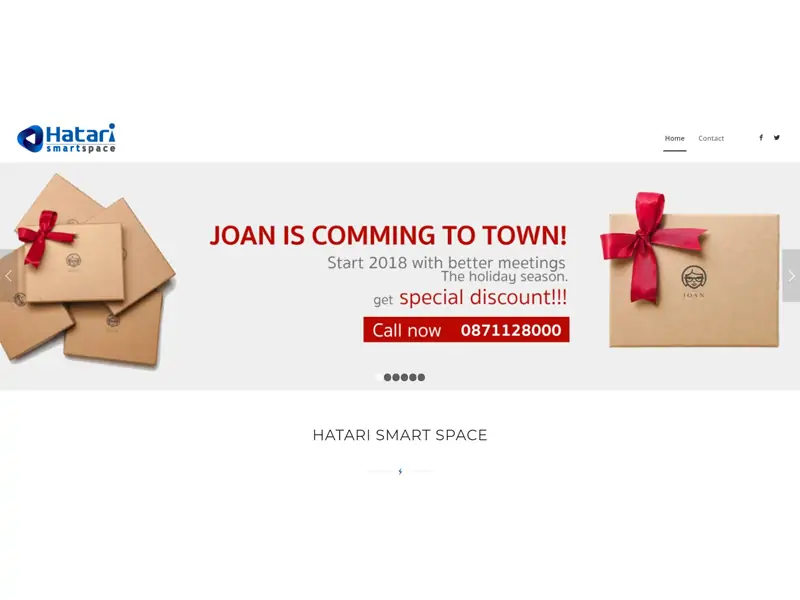 Hatari
smartspace
Home
Contact
JOAN IS COMMING TO TOWN!
Start 2018 with better meetings
The holiday season.
get special discount!!!
Call now 0871128000
JOAN
HATARI SMART SPACE